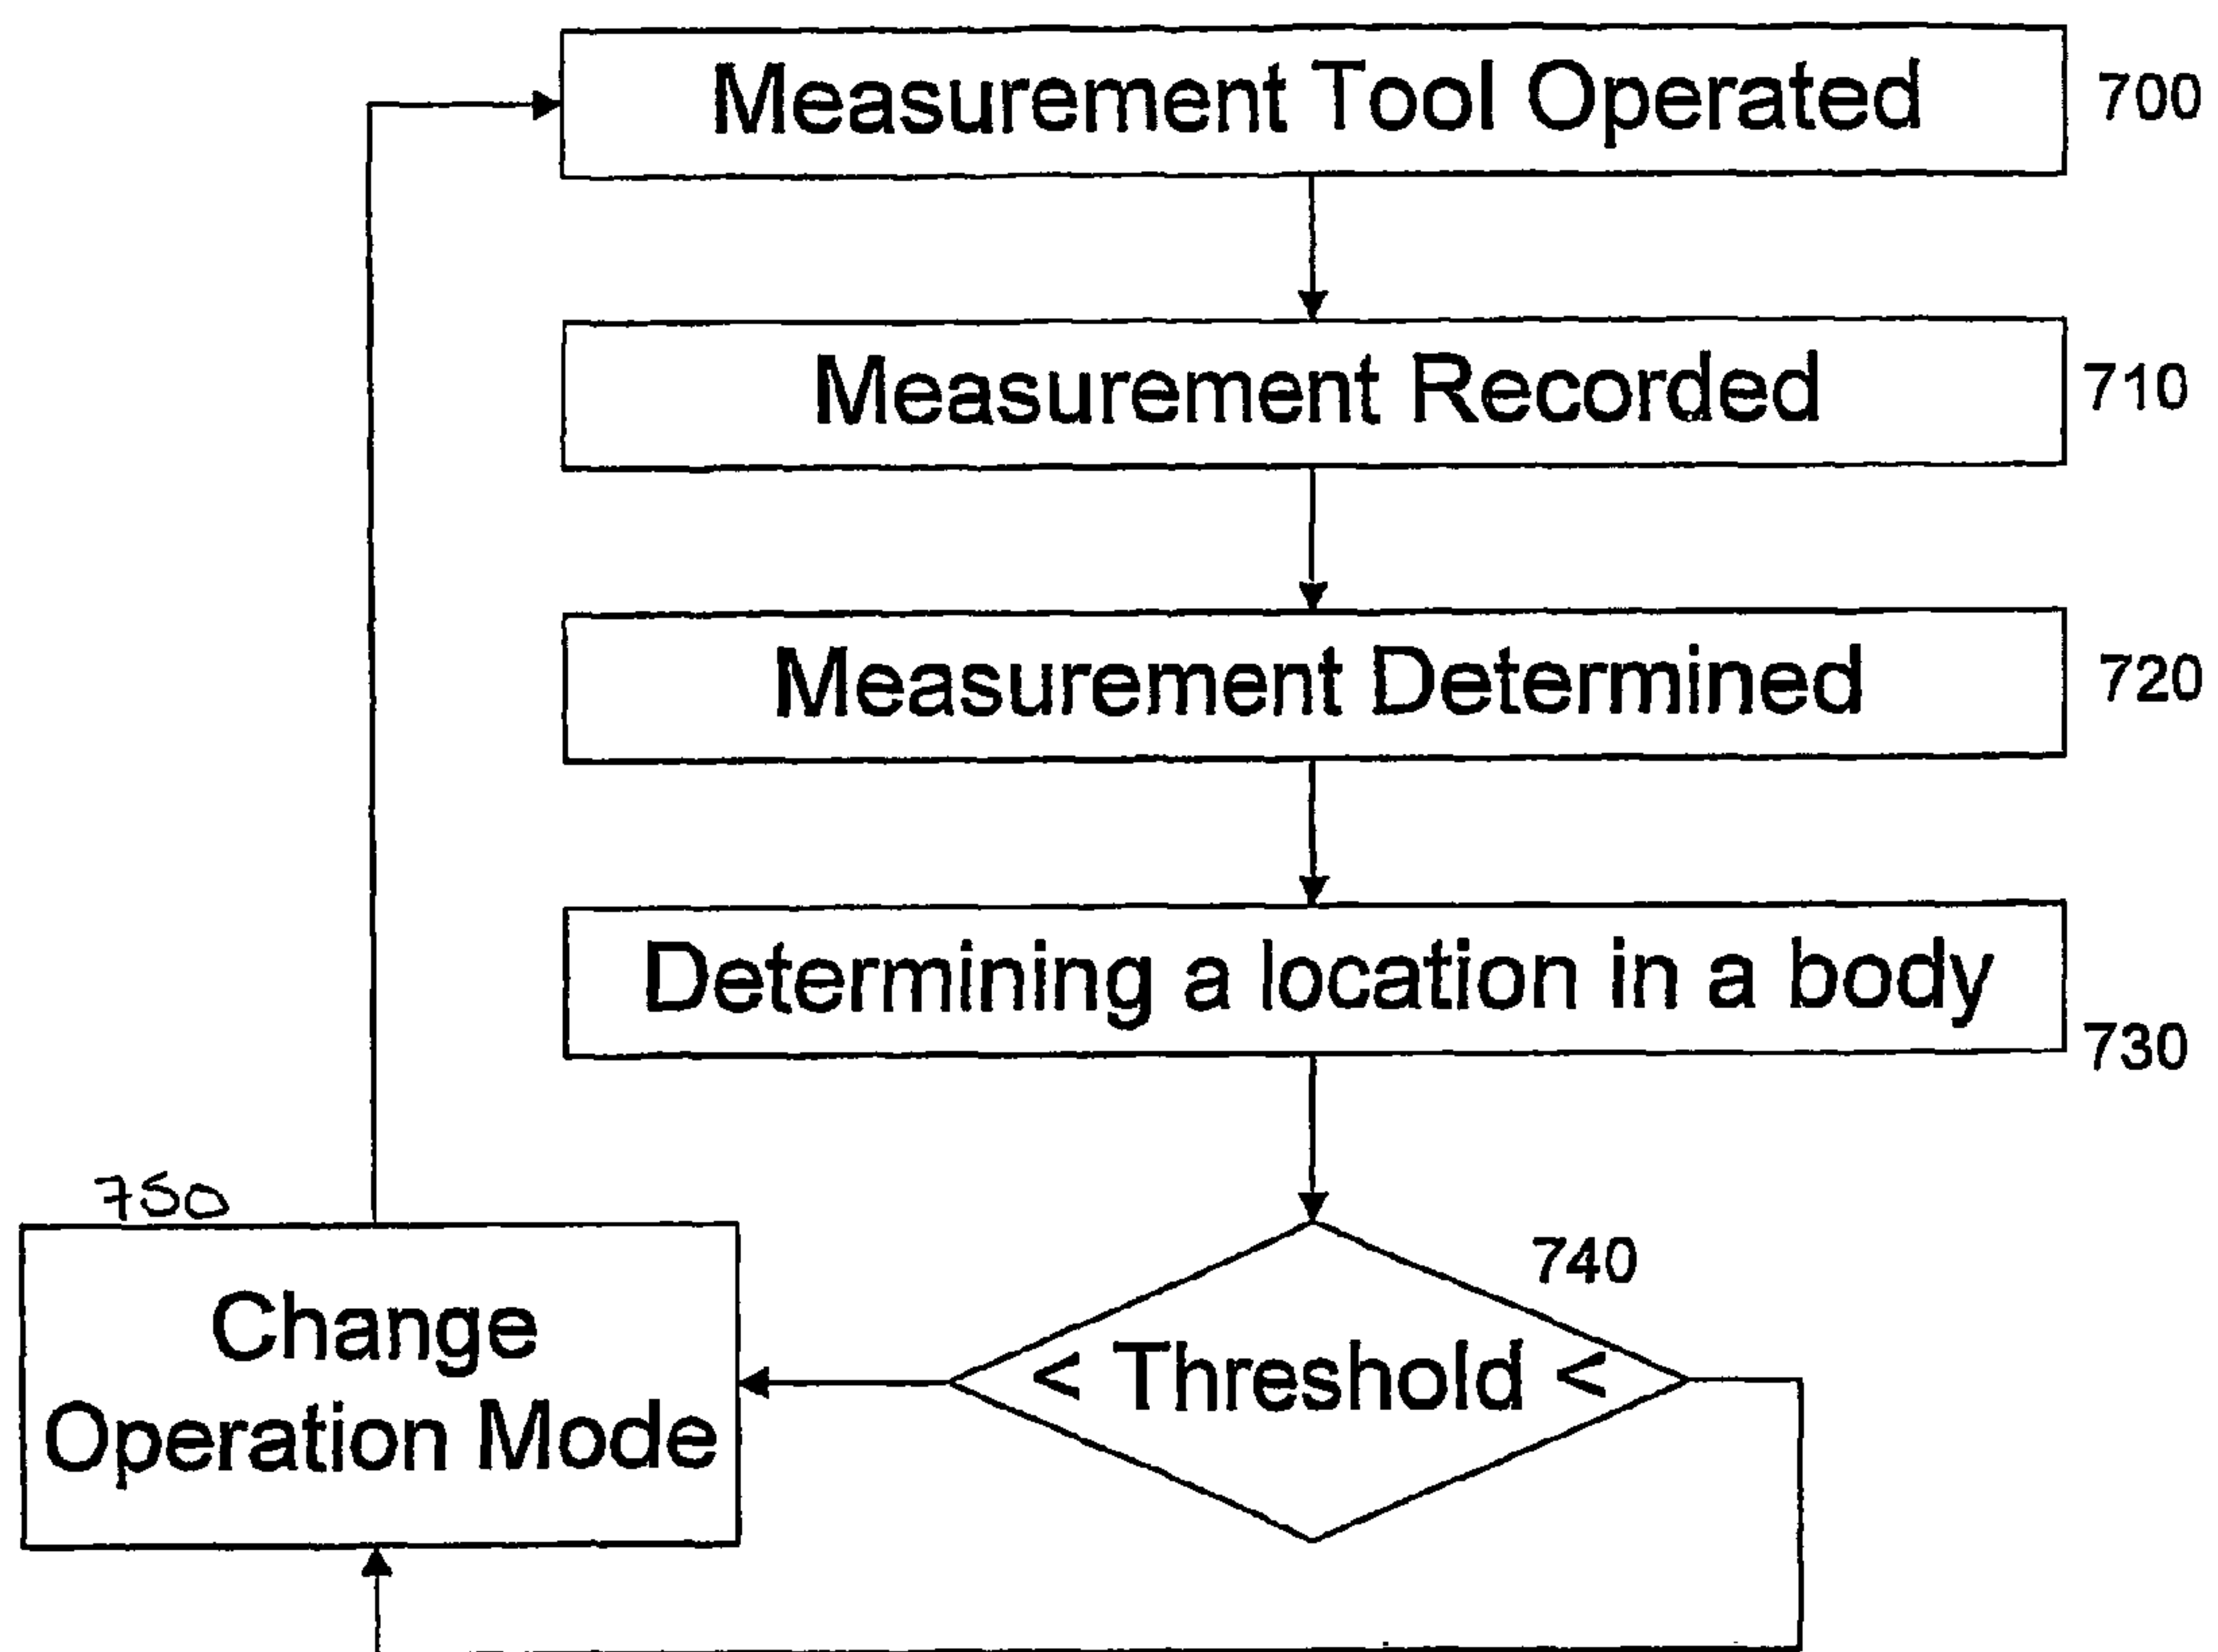 Measurement Tool Operated 700
Measurement Recorded 710
Measurement Determined 720
Determining a location in a body
730
750
740
< Threshold <
Change
Operation Mode